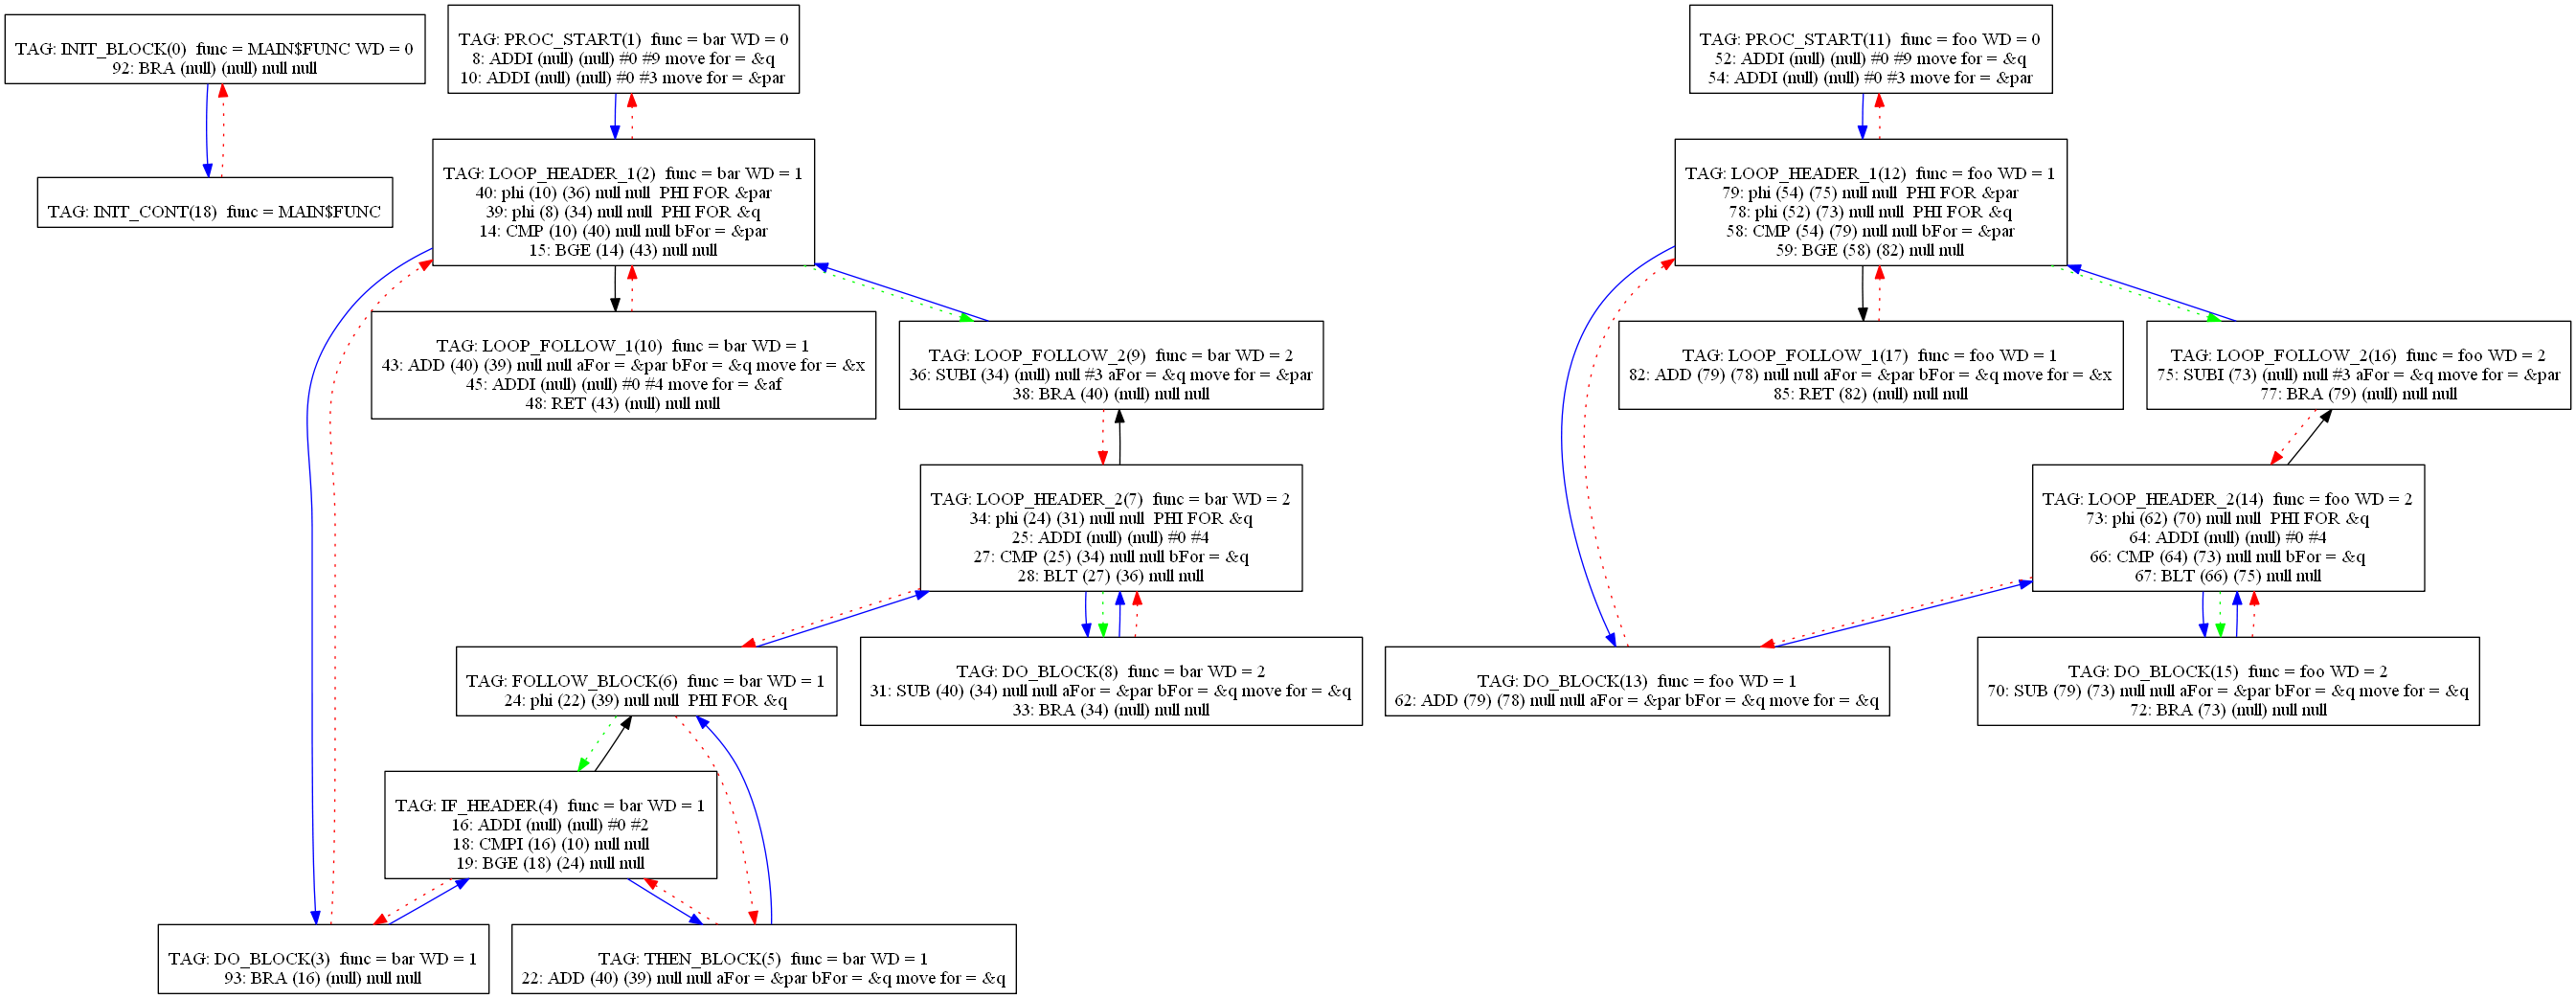 TAG: INIT_BLOCK(0)  func = MAIN$FUNC WD = 0
92: BRA (null) (null) null null
TAG: INIT_CONT(18)  func = MAIN$FUNC
TAG: PROC_START(1)  func = bar WD = 0
8: ADDI (null) (null) #0 #9 move for = &q
10: ADDI (null) (null) #0 #3 move for = &par
TAG: LOOP_HEADER_1(2)  func = bar WD = 1
40: phi (10) (36) null null  PHI FOR &par
39: phi (8) (34) null null  PHI FOR &q
14: CMP (10) (40) null null bFor = &par
15: BGE (14) (43) null null
TAG: LOOP_FOLLOW_1(10)  func = bar WD = 1
43: ADD (40) (39) null null aFor = &par bFor = &q move for = &x
45: ADDI (null) (null) #0 #4 move for = &af
48: RET (43) (null) null null
TAG: LOOP_FOLLOW_2(9)  func = bar WD = 2
36: SUBI (34) (null) null #3 aFor = &q move for = &par
38: BRA (40) (null) null null
TAG: LOOP_HEADER_2(7)  func = bar WD = 2
34: phi (24) (31) null null  PHI FOR &q
25: ADDI (null) (null) #0 #4
27: CMP (25) (34) null null bFor = &q
28: BLT (27) (36) null null
TAG: FOLLOW_BLOCK(6)  func = bar WD = 1
24: phi (22) (39) null null  PHI FOR &q
TAG: DO_BLOCK(8)  func = bar WD = 2
31: SUB (40) (34) null null aFor = &par bFor = &q move for = &q
33: BRA (34) (null) null null
TAG: IF_HEADER(4)  func = bar WD = 1
16: ADDI (null) (null) #0 #2
18: CMPI (16) (10) null null
19: BGE (18) (24) null null
TAG: DO_BLOCK(3)  func = bar WD = 1
93: BRA (16) (null) null null
TAG: THEN_BLOCK(5)  func = bar WD = 1
22: ADD (40) (39) null null aFor = &par bFor = &q move for = &q
TAG: PROC_START(11)  func = foo WD = 0
52: ADDI (null) (null) #0 #9 move for = &q
54: ADDI (null) (null) #0 #3 move for = &par
TAG: LOOP_HEADER_1(12)  func = foo WD = 1
79: phi (54) (75) null null  PHI FOR &par
78: phi (52) (73) null null  PHI FOR &q
58: CMP (54) (79) null null bFor = &par
59: BGE (58) (82) null null
TAG: LOOP_FOLLOW_1(17)  func = foo WD = 1
82: ADD (79) (78) null null aFor = &par bFor = &q move for = &x
85: RET (82) (null) null null
TAG: LOOP_FOLLOW_2(16)  func = foo WD = 2
75: SUBI (73) (null) null #3 aFor = &q move for = &par
77: BRA (79) (null) null null
TAG: LOOP_HEADER_2(14)  func = foo WD = 2
73: phi (62) (70) null null  PHI FOR &q
64: ADDI (null) (null) #0 #4
66: CMP (64) (73) null null bFor = &q
67: BLT (66) (75) null null
TAG: DO_BLOCK(13)  func = foo WD = 1
62: ADD (79) (78) null null aFor = &par bFor = &q move for = &q
TAG: DO_BLOCK(15)  func = foo WD = 2
70: SUB (79) (73) null null aFor = &par bFor = &q move for = &q
72: BRA (73) (null) null null